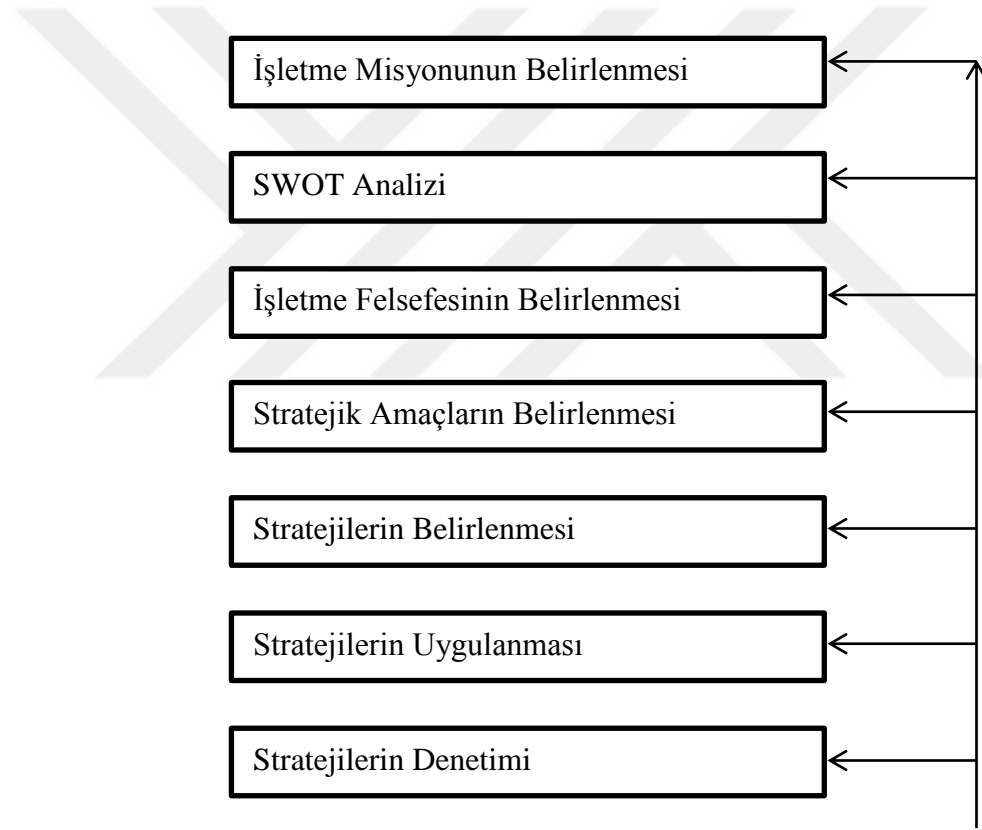 İşletme Misyonunun Belirlenmesi
SWOT Analizi
İşletme Felsefesinin Belirlenmesi
Stratejik Amaçların Belirlenmesi
Stratejilerin Belirlenmesi
Stratejilerin Uygulanması
Stratejilerin Denetimi